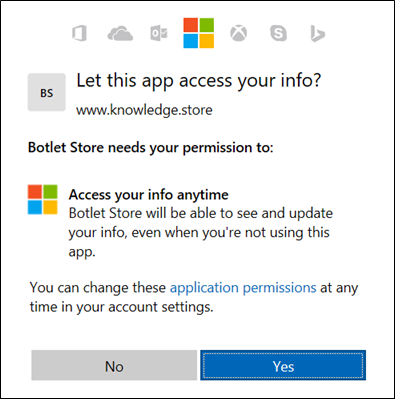 Let this app access your info?
BS
www.knowledge.store
Botlet Store needs your permission to:
Access your info anytime
Botlet Store will be able to see and update
your info, even when you're not using this
app.
You can change these application permissions at any
time in your account settings.
No
Yes